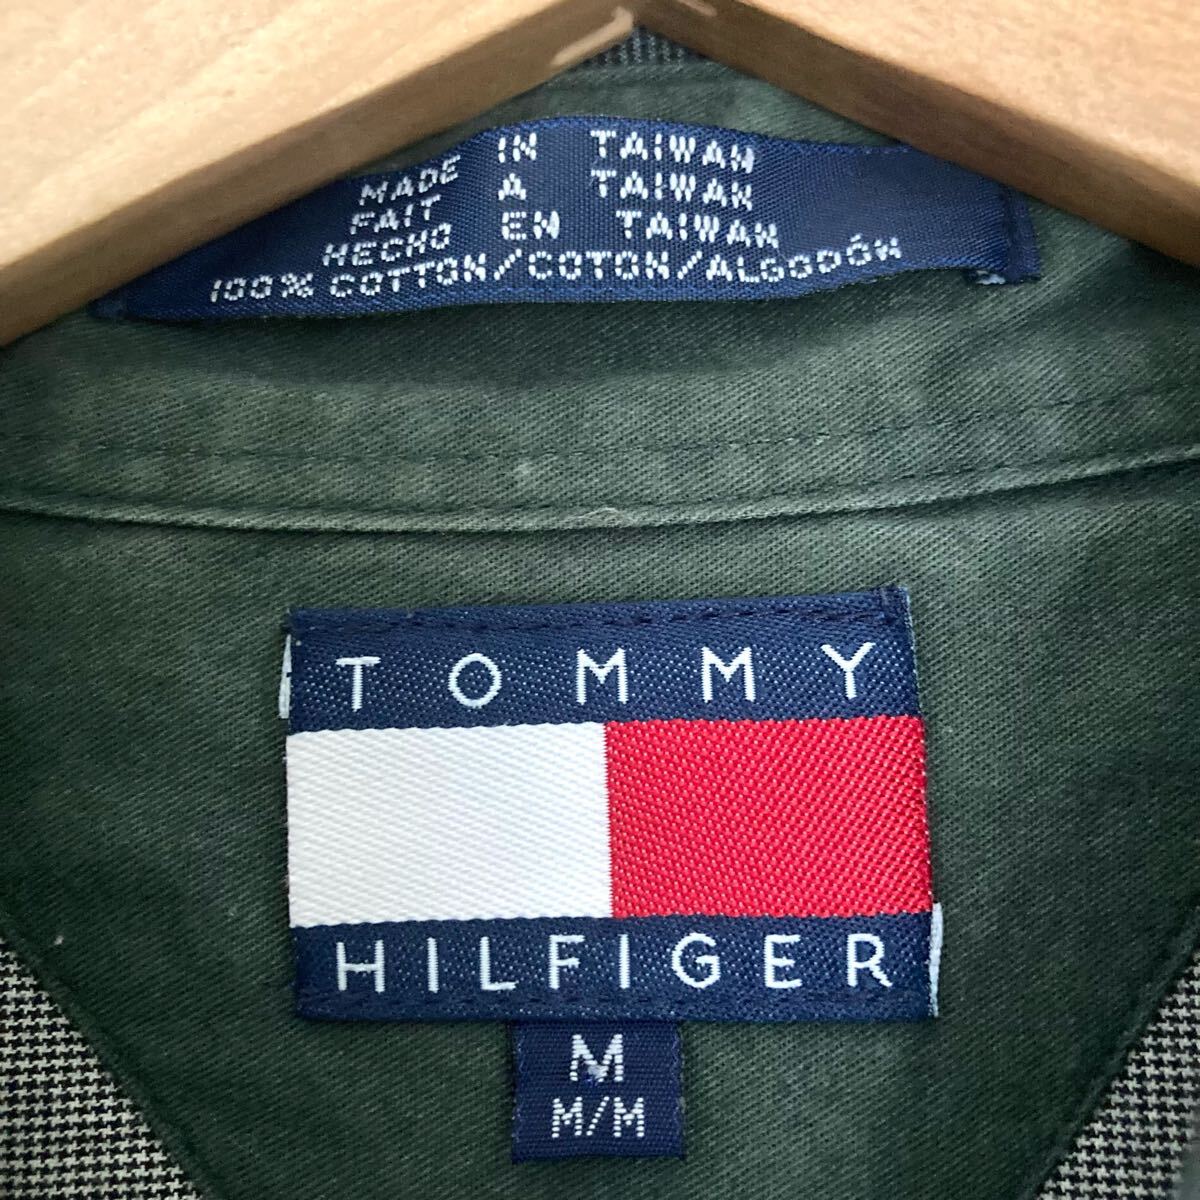 MADE IN TAIWAN
FAIT A TAIWAN
HECHO EN TAIWAN
100% COTTON/COTON/ALGODÓN
TOMMY
HILFIGER
M
M/M